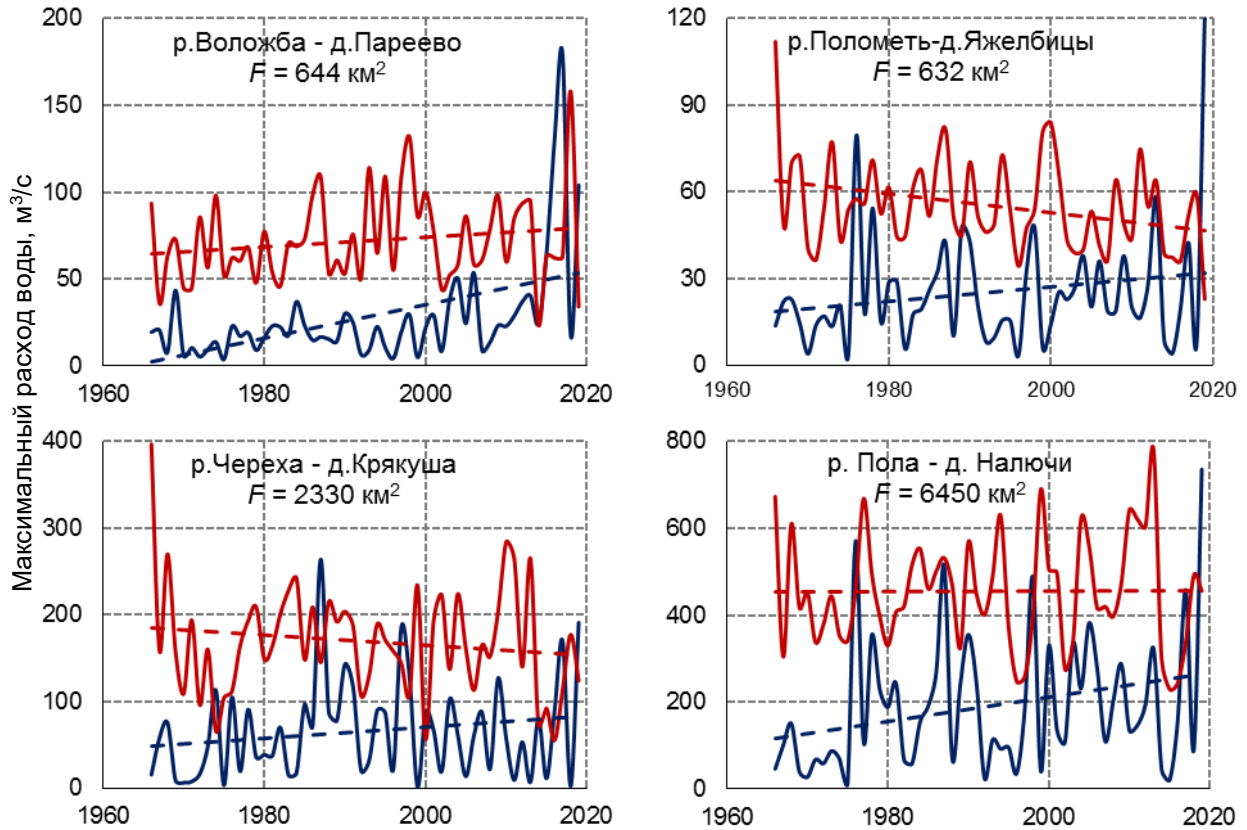 Максимальный расход воды, м³/с
р.Воложба - д.Пареево
F = 644 км²
200
150
100
50
0
1960 1980 2000 2020
р.Полометь-д.Яжелбицы
F = 632 км²
120
90
60
30
0
1960 1980 2000 2020
р.Череха - д.Крякуша
F = 2330 км²
400
300
200
100
0
1960 1980 2000 2020
р. Пола - д. Налючи
F = 6450 км²
800
600
400
200
0
1960 1980 2000 2020